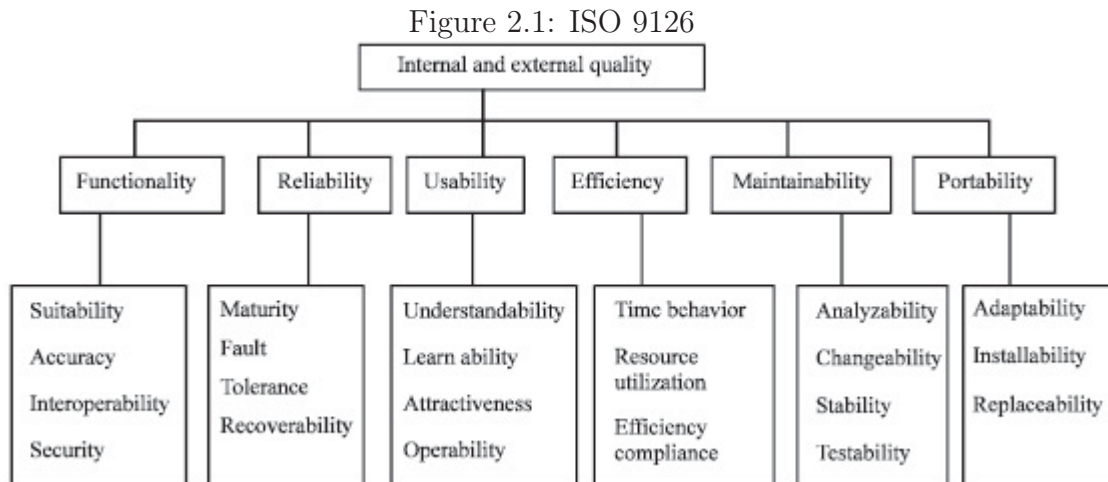 Figure 2.1: ISO 9126
Internal and external quality
Functionality
Reliability
Usability
Efficiency
Maintainability
Portability
Suitability
Accuracy
Interoperability
Security
Maturity
Fault
Tolerance
Recoverability
Understandability
Learn ability
Attractiveness
Operability
Time behavior
Resource
utilization
Efficiency
compliance
Analyzability
Changeability
Stability
Testability
Adaptability
Installability
Replaceability